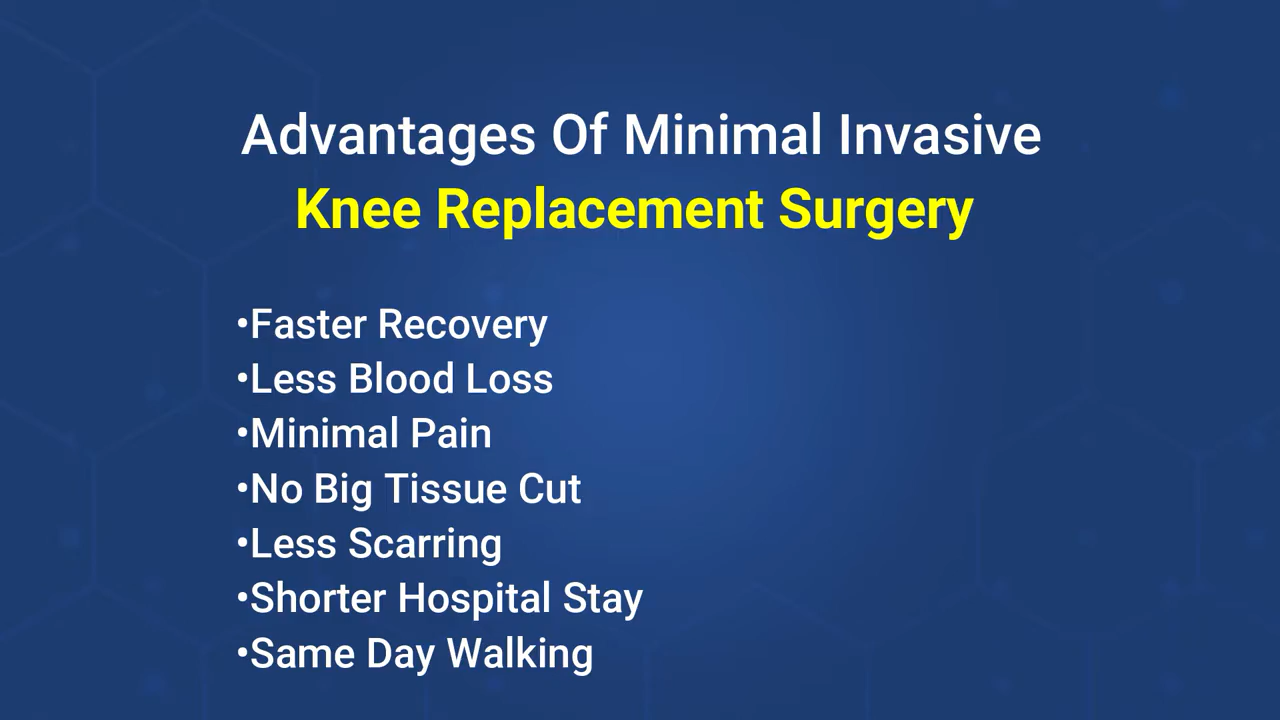 Advantages Of Minimal Invasive
Knee Replacement Surgery
•Faster Recovery
•Less Blood Loss
•Minimal Pain
•No Big Tissue Cut
•Less Scarring
•Shorter Hospital Stay
•Same Day Walking